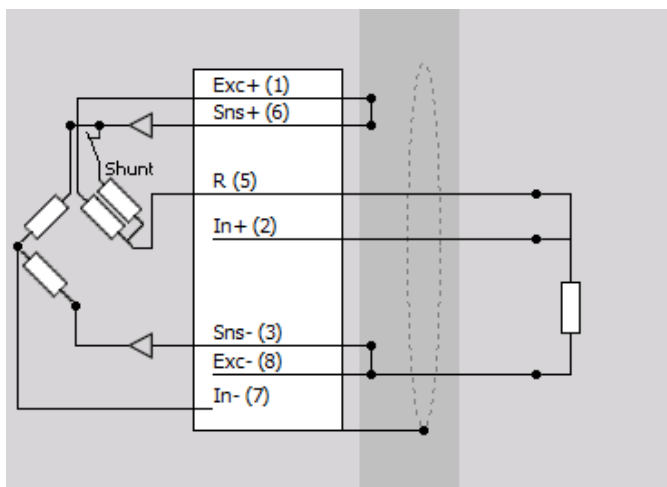 Exc+ (1)
Sns+ (6)
Shunt
R (5)
In+ (2)
Sns- (3)
Exc- (8)
In- (7)